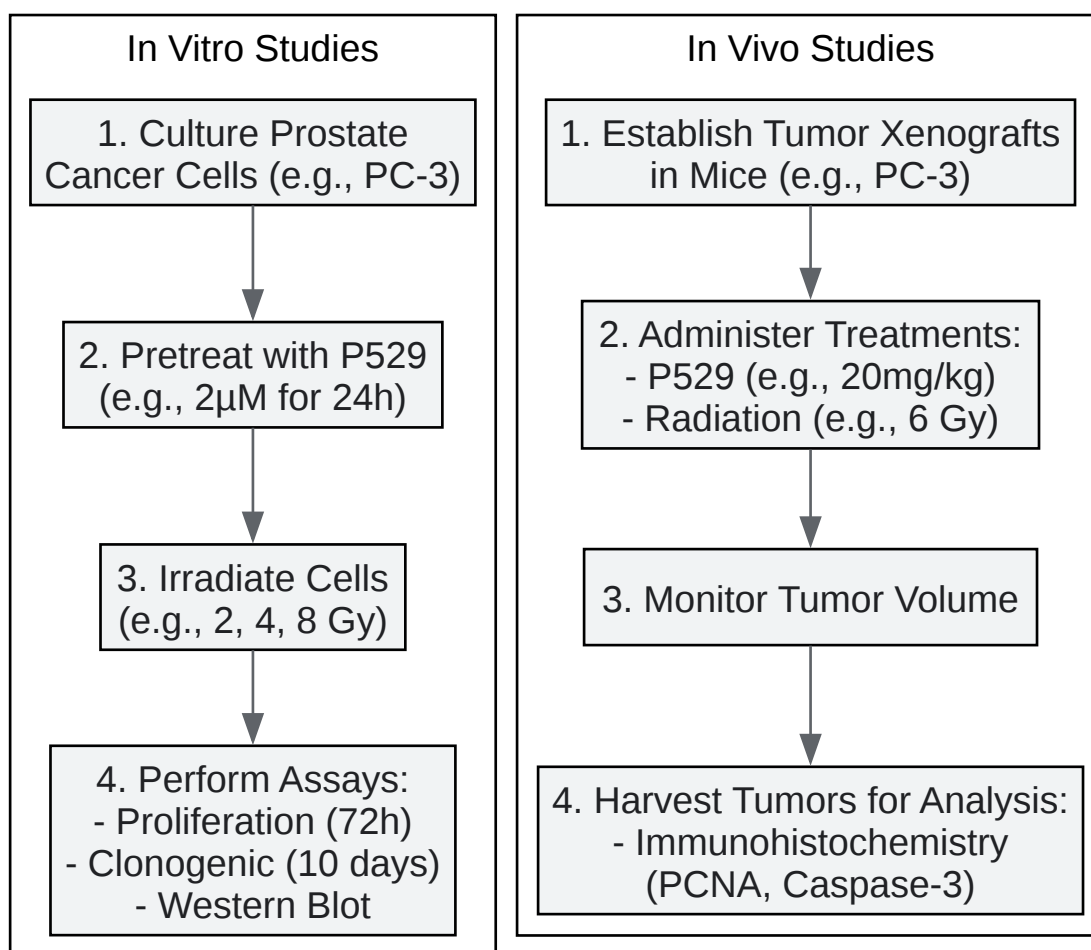 In Vitro Studies
1. Culture Prostate
Cancer Cells (e.g., PC-3)
2. Pretreat with P529
(e.g., 2µM for 24h)
3. Irradiate Cells
(e.g., 2, 4, 8 Gy)
4. Perform Assays:
- Proliferation (72h)
- Clonogenic (10 days)
- Western Blot
In Vivo Studies
1. Establish Tumor Xenografts
in Mice (e.g., PC-3)
2. Administer Treatments:
- P529 (e.g., 20mg/kg)
- Radiation (e.g., 6 Gy)
3. Monitor Tumor Volume
4. Harvest Tumors for Analysis:
- Immunohistochemistry
(PCNA, Caspase-3)